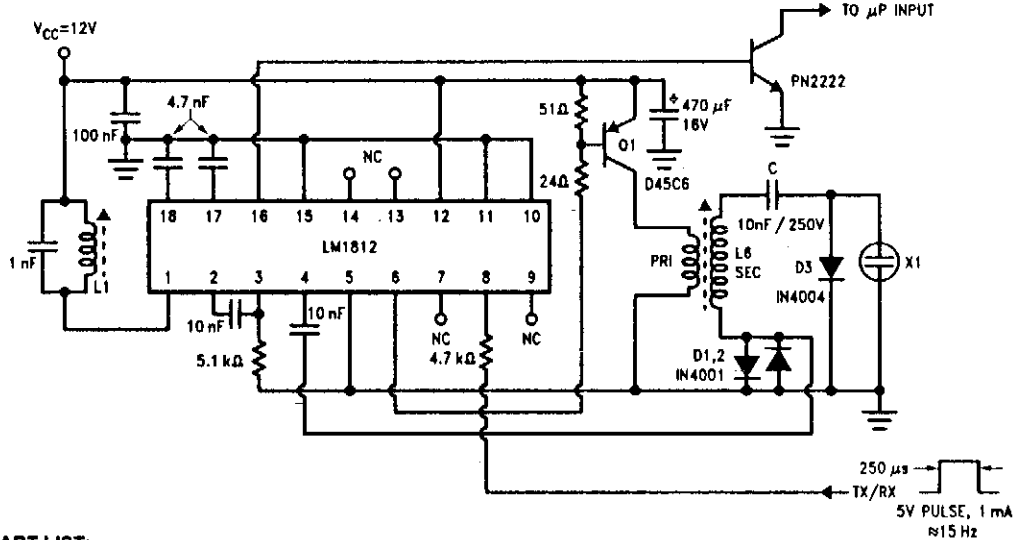 TO µP INPUT
VCC=12V
PN2222
4.7 nF
51Ω
+
470 µF
16V
100 nF
NC
Q1
24Ω
D45C6
C
18 17 16 15 14 13 12 11 10
10nF / 250V
LM1812
1 nF
L1
PRI
L6
SEC
D3
X1
1 2 3 4 5 6 7 8 9
IN4004
10 nF
10 nF
NC
NC
5.1 kΩ
4.7 kΩ
D1,2
IN4001
250 µs
TX/RX
5V PULSE, 1 mA
≈15 Hz